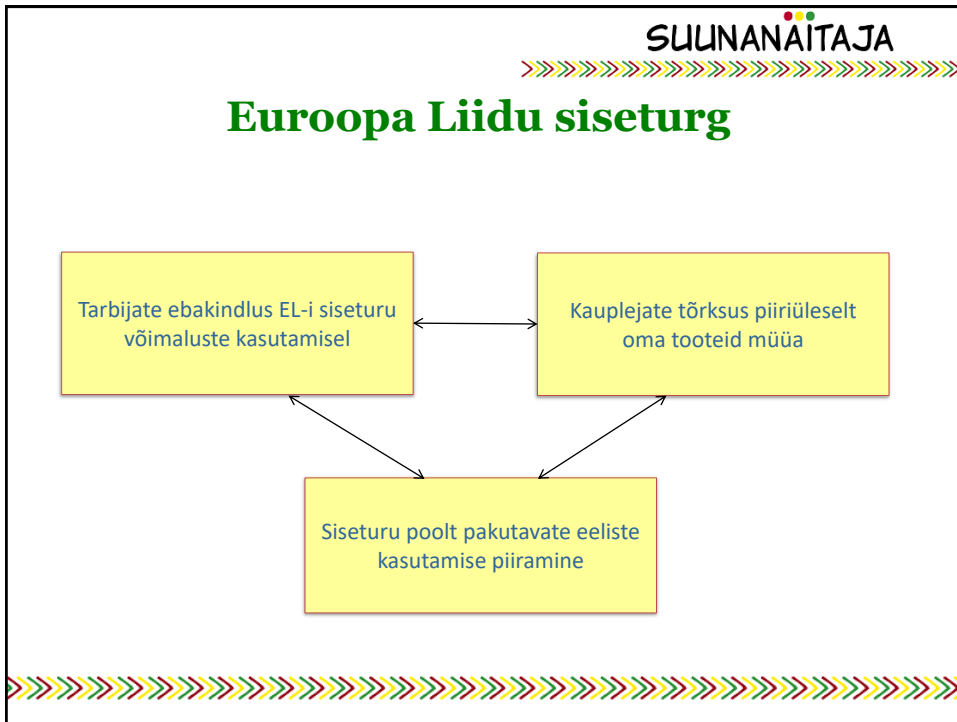 SUUNANÄITAJA
Euroopa Liidu siseturg
Tarbijate ebakindlus EL-i siseturu
võimaluste kasutamisel
Kauplejate tõrksus piiriüleselt
oma tooteid müüa
Siseturu poolt pakutavate eeliste
kasutamise piiramine